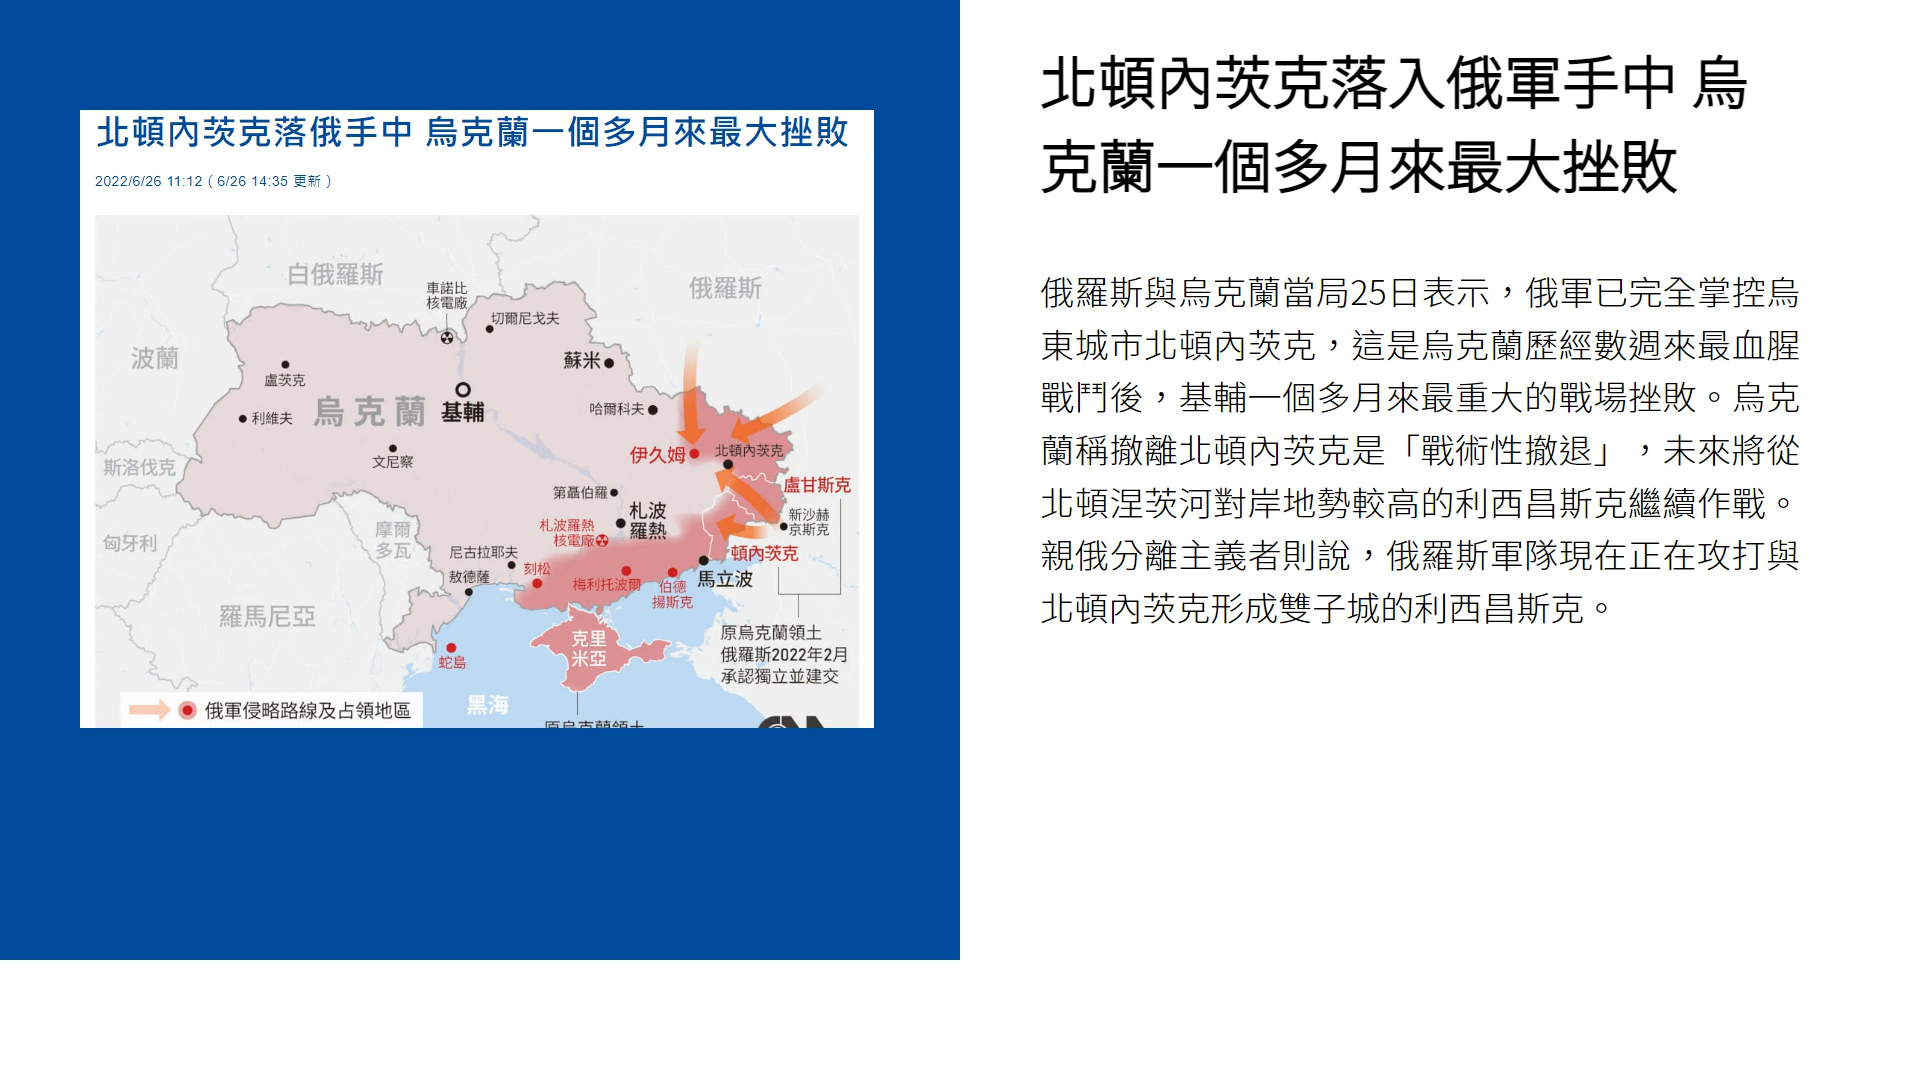 北頓內茨克落俄手中 烏克蘭一個多月來最大挫敗
2022/6/26 11:12（6/26 14:35 更新）
白俄羅斯
俄羅斯
車諾比
核電廠
切爾尼戈夫
波蘭
蘇米
盧茨克
烏克蘭
基輔
利維夫
哈爾科夫
文尼察
伊久姆
北頓內茨克
斯洛伐克
盧甘斯克
第聶伯羅
札波
羅熱
新沙赫
京斯克
匈牙利
摩爾
多瓦
札波羅熱
核電廠
頓內茨克
尼古拉耶夫
敖德薩
刻松
梅利托波爾
伯德
揚斯克
馬立波
羅馬尼亞
克里
米亞
原烏克蘭領土
俄羅斯2022年2月
承認獨立並建交
蛇島
黑海
俄軍侵略路線及占領地區
原烏克蘭領土
北頓內茨克落入俄軍手中 烏
克蘭一個多月來最大挫敗
俄羅斯與烏克蘭當局25日表示，俄軍已完全掌控烏
東城市北頓內茨克，這是烏克蘭歷經數週來最血腥
戰鬥後，基輔一個多月來最重大的戰場挫敗。烏克
蘭稱撤離北頓內茨克是「戰術性撤退」，未來將從
北頓涅茨河對岸地勢較高的利西昌斯克繼續作戰。
親俄分離主義者則說，俄羅斯軍隊現在正在攻打與
北頓內茨克形成雙子城的利西昌斯克。